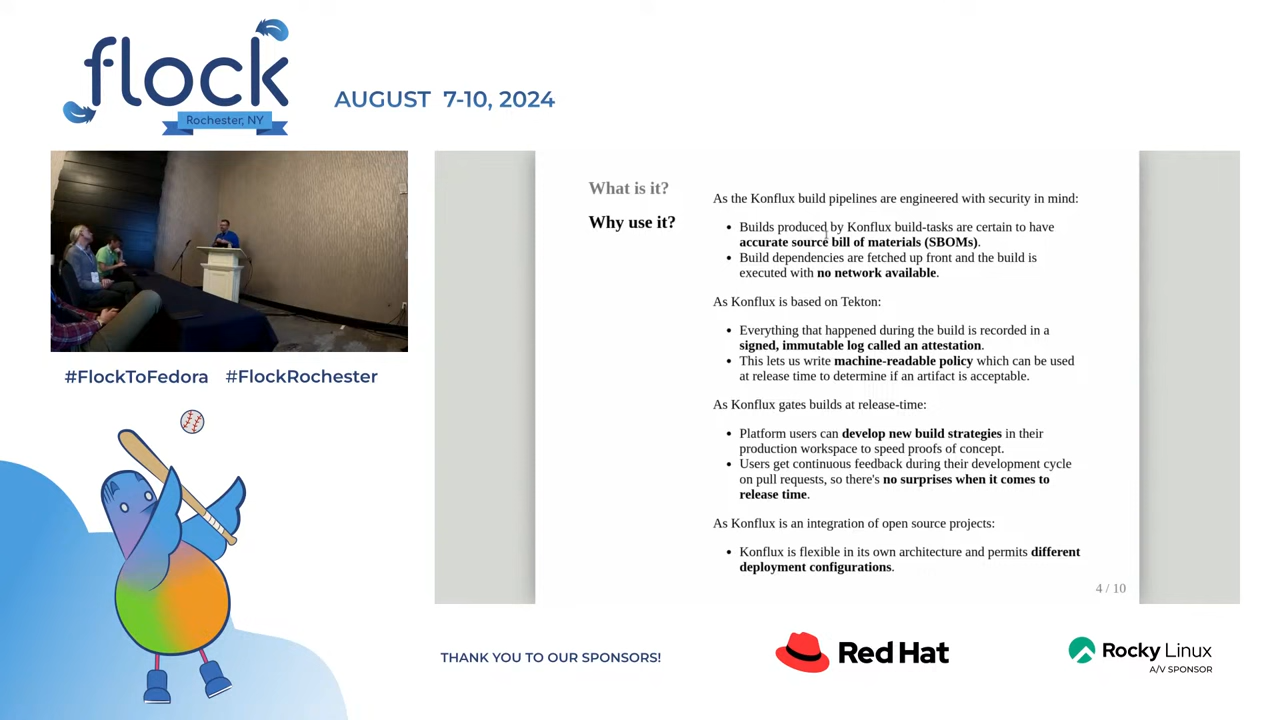 flock
Rochester, NY
AUGUST 7-10, 2024
#FlockToFedora #FlockRochester
What is it?
Why use it?
As the Konflux build pipelines are engineered with security in mind:
• Builds produced by Konflux build-tasks are certain to have
accurate source bill of materials (SBOMs).
• Build dependencies are fetched up front and the build is
executed with no network available.
As Konflux is based on Tekton:
• Everything that happened during the build is recorded in a
signed, immutable log called an attestation.
• This lets us write machine-readable policy which can be used
at release time to determine if an artifact is acceptable.
As Konflux gates builds at release-time:
• Platform users can develop new build strategies in their
production workspace to speed proofs of concept.
• Users get continuous feedback during their development cycle
on pull requests, so there's no surprises when it comes to
release time.
As Konflux is an integration of open source projects:
• Konflux is flexible in its own architecture and permits different
deployment configurations.
4 / 10
THANK YOU TO OUR SPONSORS!
Red Hat
Rocky Linux
A/V SPONSOR